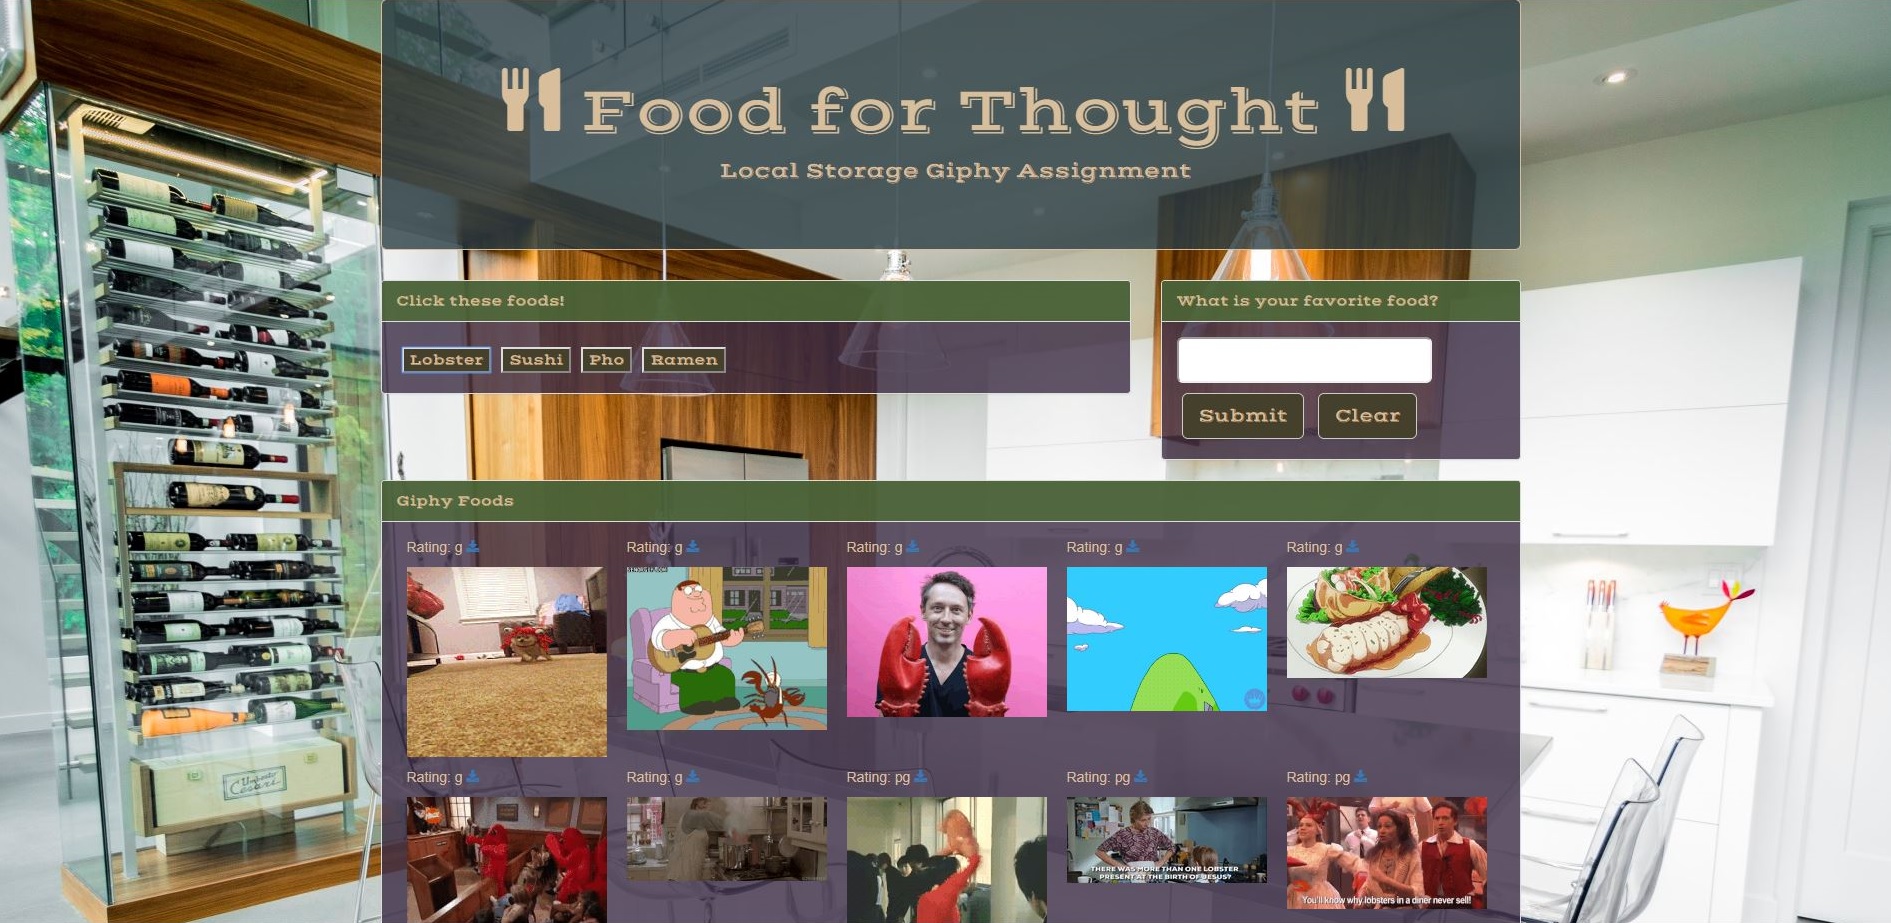 Food for Thought
Local Storage Giphy Assignment
Click these foods!
Lobster Sushi Pho Ramen
What is your favorite food?
Submit Clear
Giphy Foods
Rating: g Rating: g Rating: g Rating: g Rating: g
Rating: g Rating: g Rating: pg Rating: pg Rating: pg
THERE WAS MORE THAN ONE LOBSTER
PRESENT AT THE BIRTH OF JESUS?
You'll know why lobsters in a diner never sell!
Umberto
Cesari